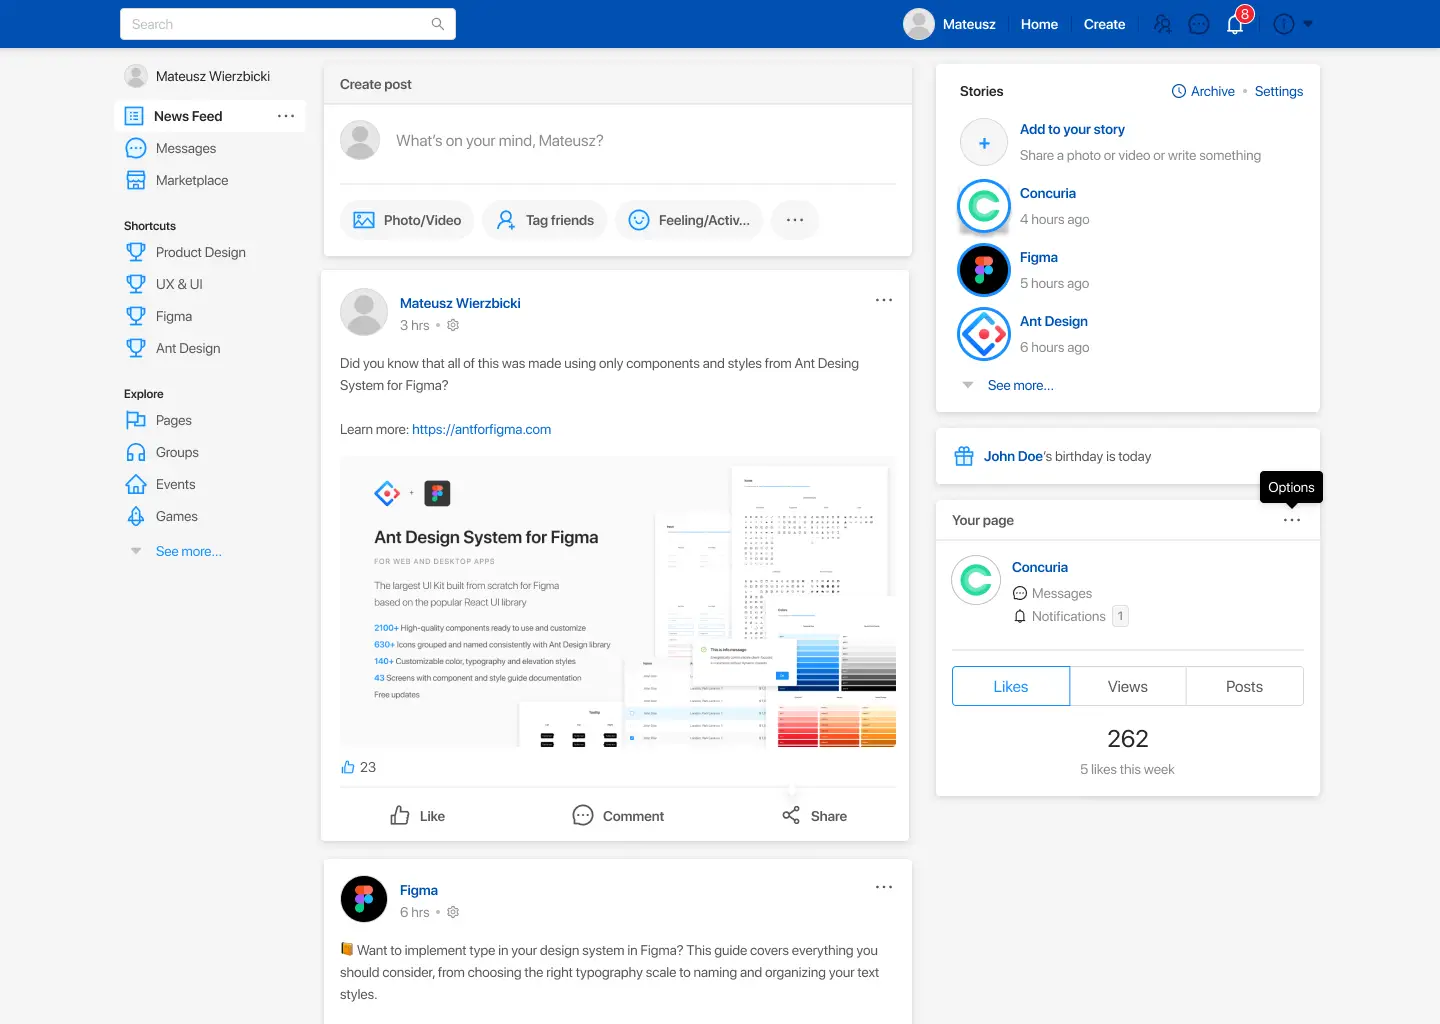 Search
Mateusz
Home
Create
8
Mateusz Wierzbicki
News Feed
Messages
Marketplace
Shortcuts
Product Design
UX & UI
Figma
Ant Design
Explore
Pages
Groups
Events
Games
See more...
Create post
What's on your mind, Mateusz?
Photo/Video
Tag friends
Feeling/Activ...
Mateusz Wierzbicki
3 hrs •
Did you know that all of this was made using only components and styles from Ant Desing
System for Figma?
Learn more: https://antforfigma.com
+
Ant Design System for Figma
FOR WEB AND DESKTOP APPS
The largest UI Kit built from scratch for Figma
based on the popular React UI library
2100+ High-quality components ready to use and customize
630+ Icons grouped and named consistently with Ant Design library
140+ Customizable color, typography and elevation styles
43 Screens with component and style guide documentation
Free updates
This is info message
Tooltip
23
Like
Comment
Share
Figma
6 hrs •
Want to implement type in your design system in Figma? This guide covers everything you
should consider, from choosing the right typography scale to naming and organizing your text
styles.
Stories
Archive • Settings
+
Add to your story
Share a photo or video or write something
Concuria
4 hours ago
Figma
5 hours ago
Ant Design
6 hours ago
See more...
John Doe's birthday is today
Options
Your page
Concuria
Messages
Notifications 1
Likes
Views
Posts
262
5 likes this week